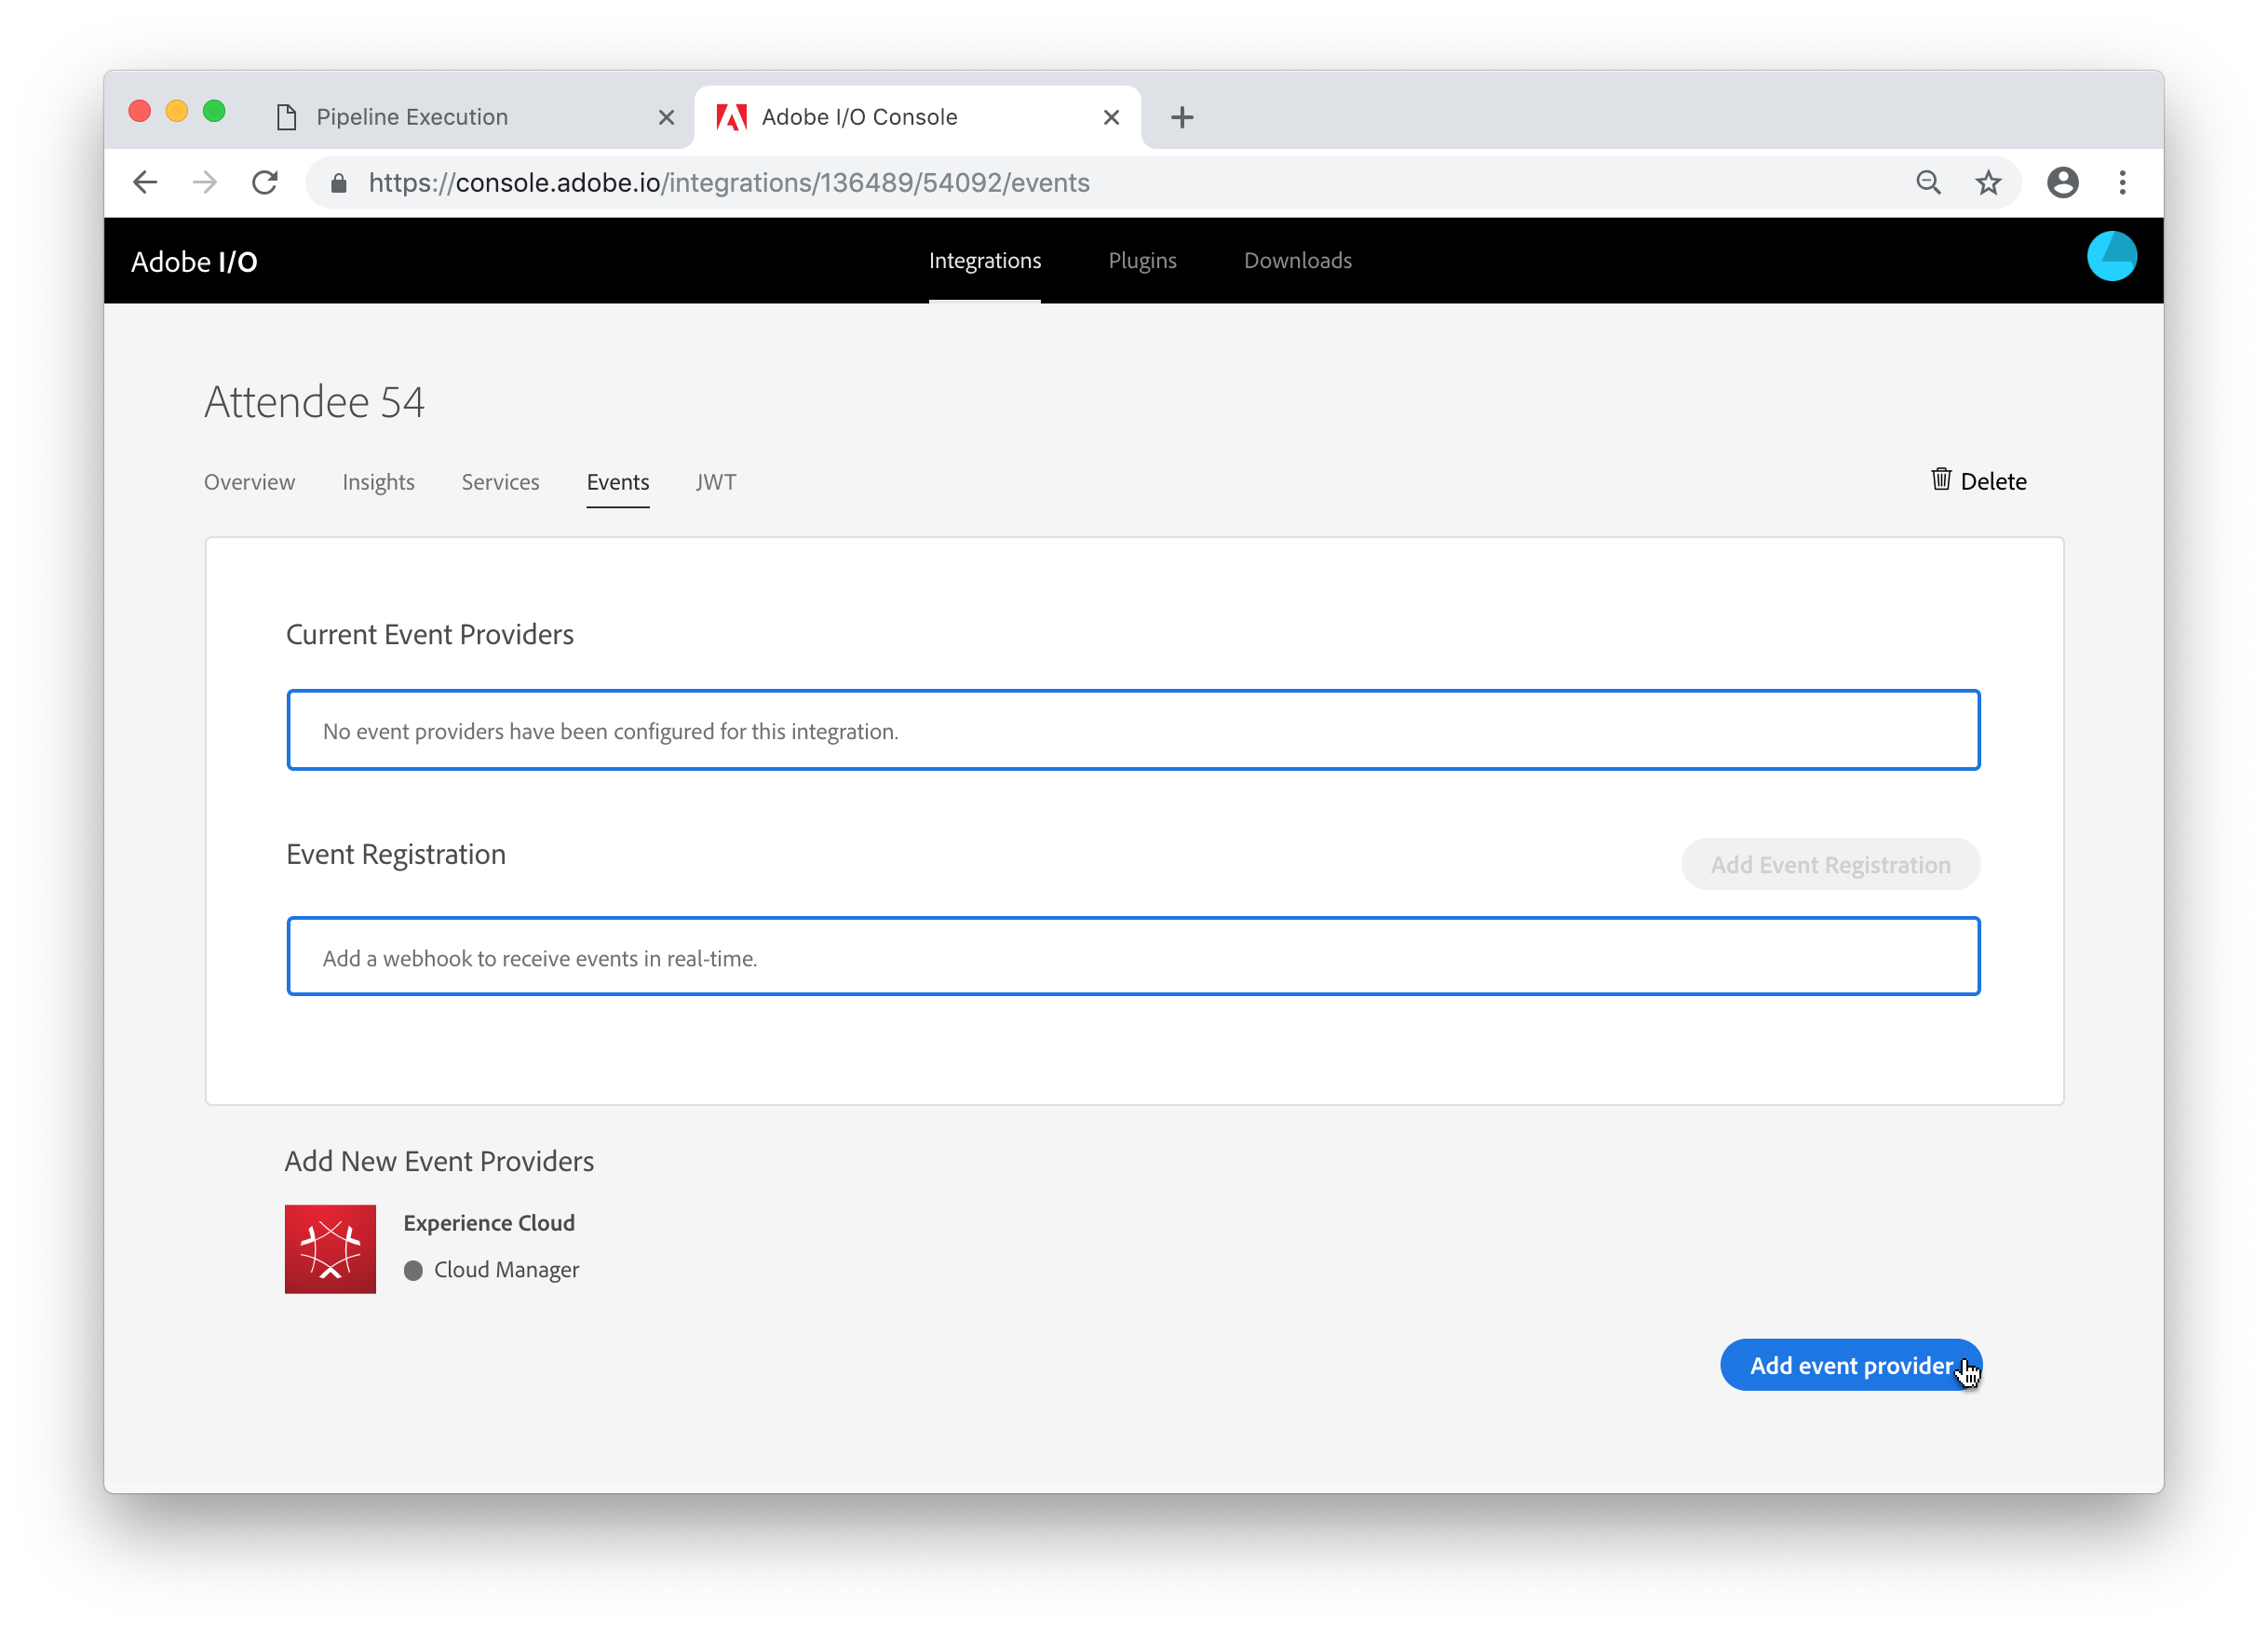 Pipeline Execution
Adobe I/O Console
https://console.adobe.io/integrations/136489/54092/events
Adobe I/O
Integrations
Plugins
Downloads
Attendee 54
Overview
Insights
Services
Events
JWT
Delete
Current Event Providers
No event providers have been configured for this integration.
Event Registration
Add Event Registration
Add a webhook to receive events in real-time.
Add New Event Providers
Experience Cloud
Cloud Manager
Add event provider